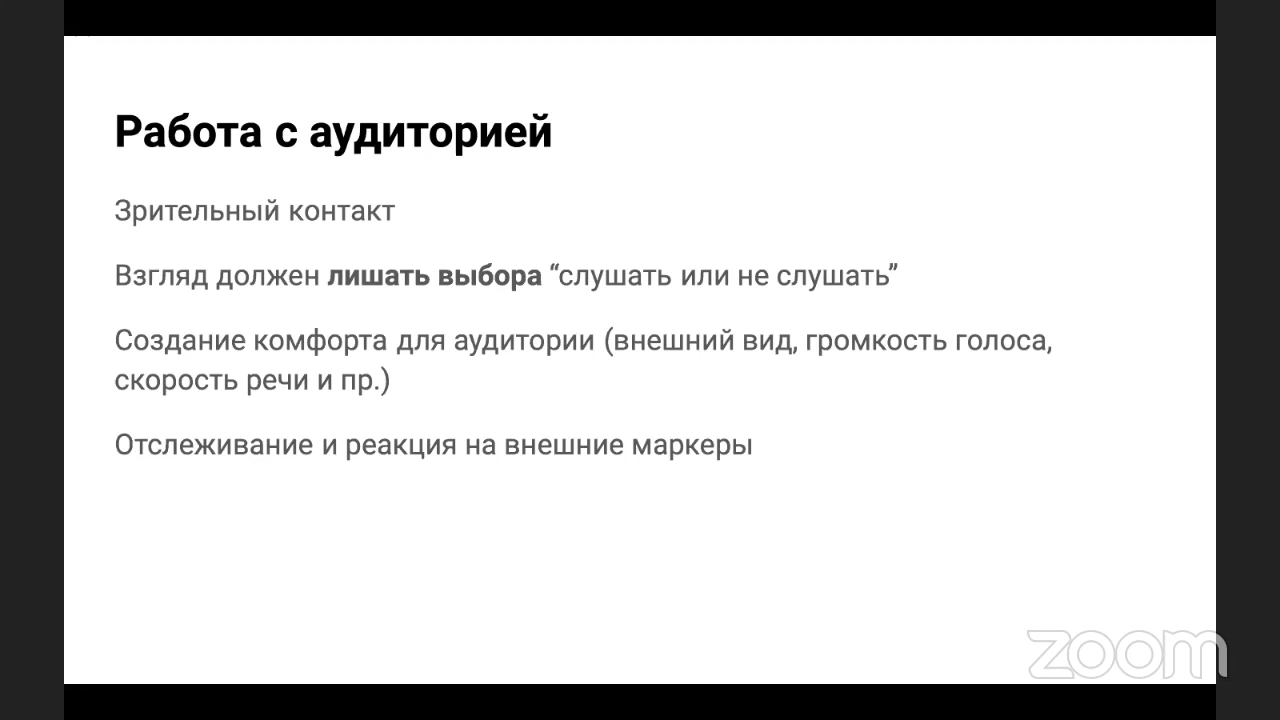 Работа с аудиторией
Зрительный контакт
Взгляд должен лишать выбора “слушать или не слушать”
Создание комфорта для аудитории (внешний вид, громкость голоса,
скорость речи и пр.)
Отслеживание и реакция на внешние маркеры
zoom